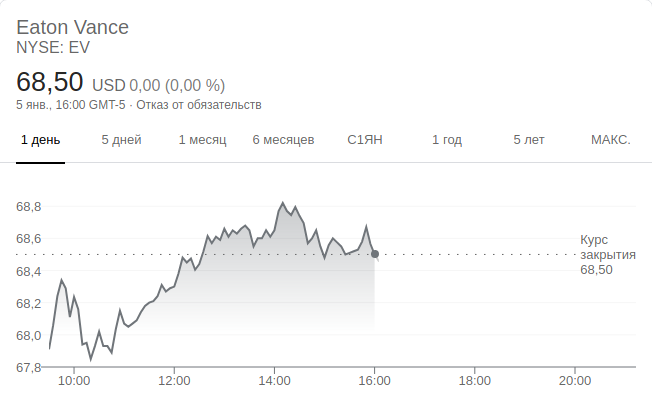 Eaton Vance
NYSE: EV
68,50 USD 0,00 (0,00 %)
5 янв., 16:00 GMT-5 · Отказ от обязательств
1 день 5 дней 1 месяц 6 месяцев С1ЯН 1 год 5 лет МАКС.
68,8
68,6
68,4
68,2
68,0
67,8
Курс
закрытия
68,50
10:00 12:00 14:00 16:00 18:00 20:00